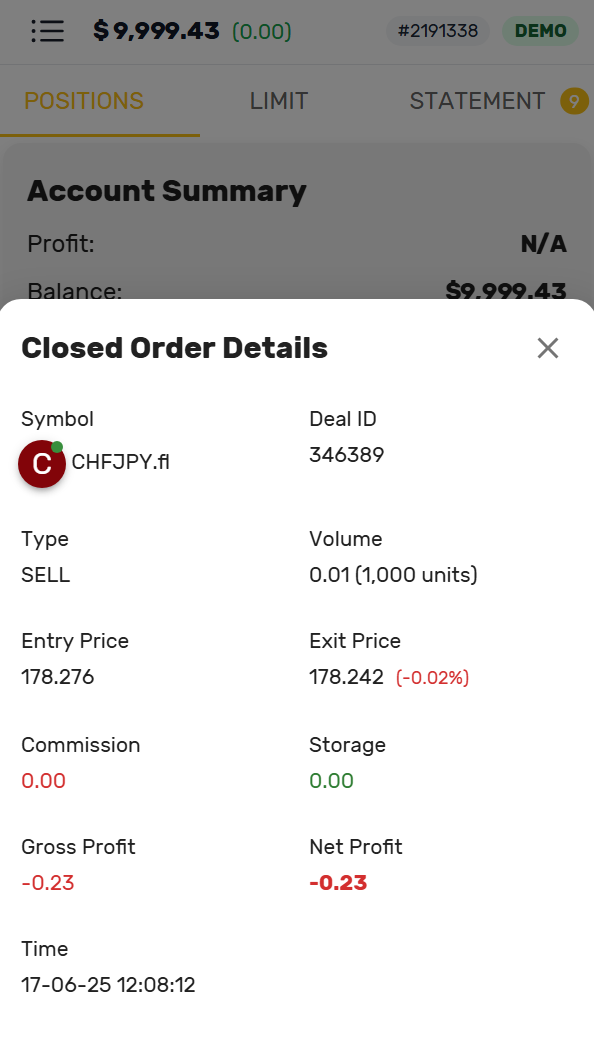 $ 9,999.43 (0.00) #2191338 DEMO
POSITIONS LIMIT STATEMENT 9
Account Summary
Profit: N/A
Balance: $9,999.43
Closed Order Details
Symbol Deal ID
C CHFJPY.fl 346389
Type Volume
SELL 0.01 (1,000 units)
Entry Price Exit Price
178.276 178.242 (-0.02%)
Commission Storage
0.00 0.00
Gross Profit Net Profit
-0.23 -0.23
Time
17-06-25 12:08:12